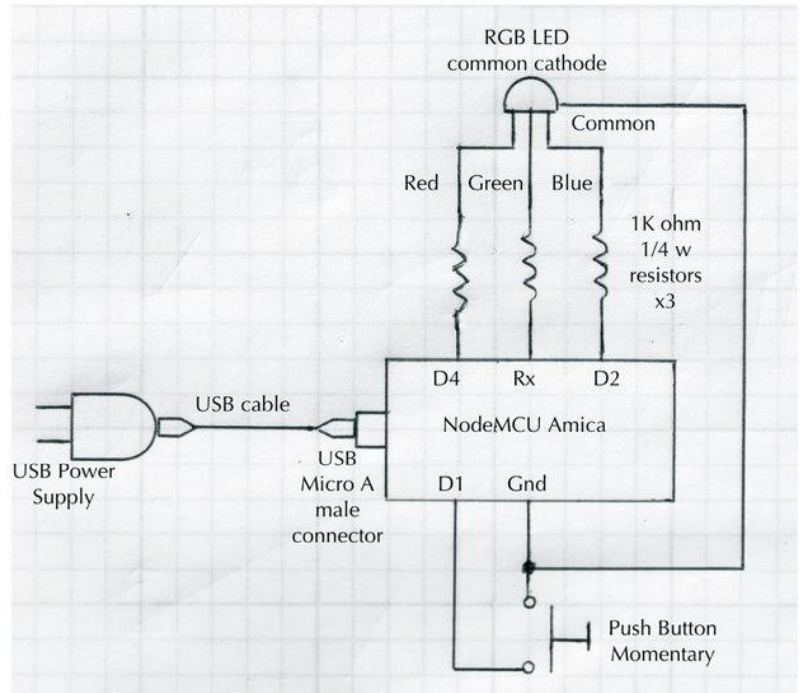 RGB LED
common cathode
Common
Red
Green
Blue
1K ohm
1/4 w
resistors
x3
D4
Rx
D2
USB cable
NodeMCU Amica
USB Power
Supply
USB
Micro A
male
connector
D1
Gnd
Push Button
Momentary